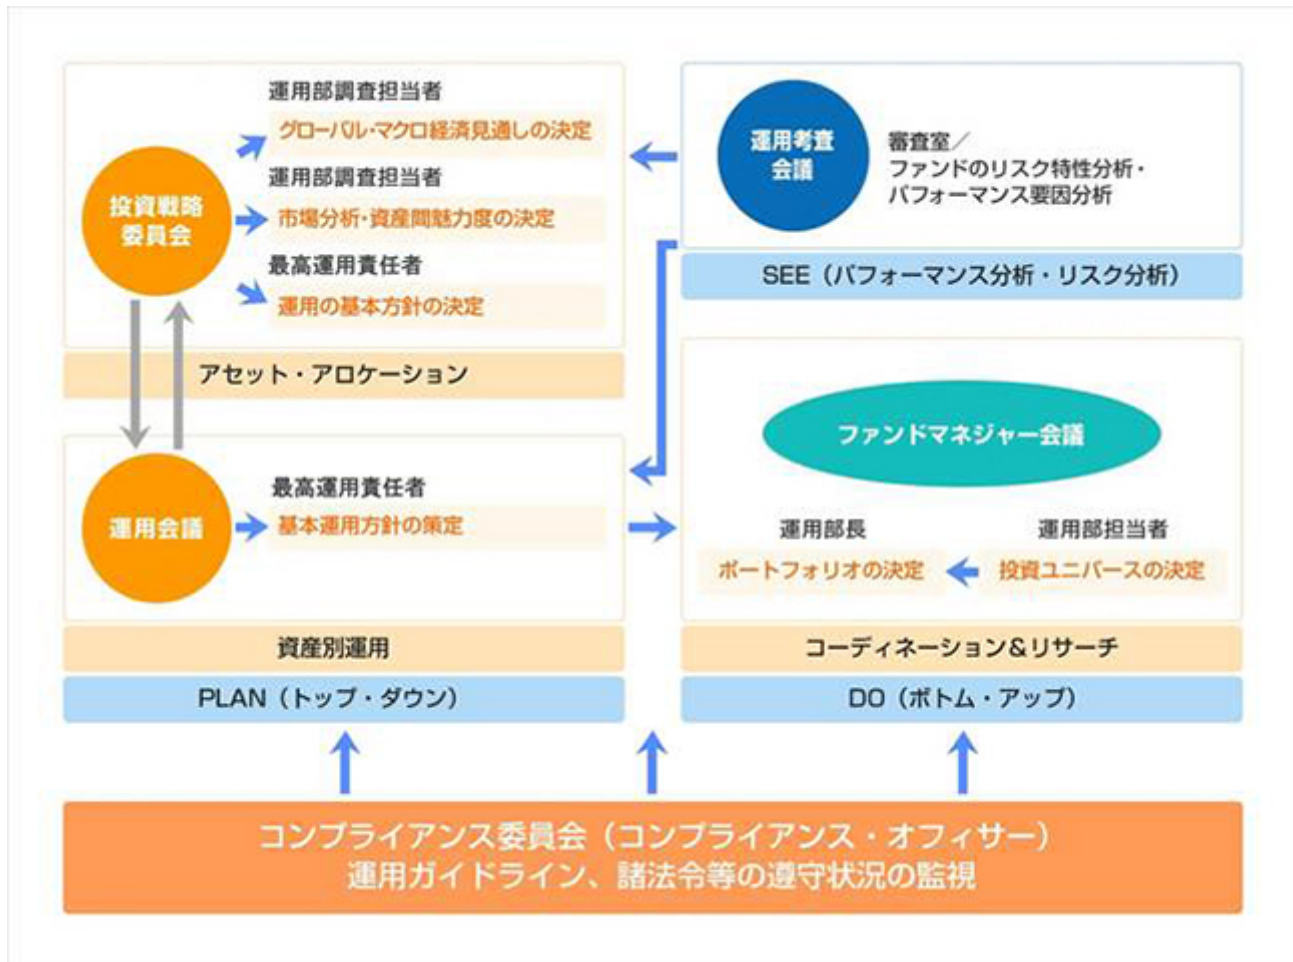 運用部調査担当者
グローバル・マクロ経済見通しの決定
投資戦略
委員会
運用部調査担当者
市場分析・資産間魅力度の決定
最高運用責任者
運用の基本方針の決定
アセット・アロケーション
運用考査
会議
審査室／
ファンドのリスク特性分析・
パフォーマンス要因分析
SEE（パフォーマンス分析・リスク分析）
運用会議
最高運用責任者
基本運用方針の策定
資産別運用
PLAN（トップ・ダウン）
ファンドマネジャー会議
運用部長
ポートフォリオの決定
運用部担当者
投資ユニバースの決定
コーディネーション＆リサーチ
DO（ボトム・アップ）
コンプライアンス委員会（コンプライアンス・オフィサー）
運用ガイドライン、諸法令等の遵守状況の監視